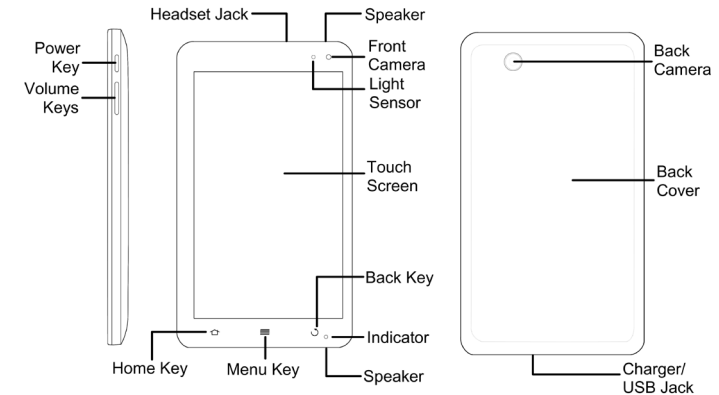 Headset Jack
Speaker
Power
Key
Volume
Keys
Front
Camera
Light
Sensor
Touch
Screen
Back Key
Indicator
Home Key
Menu Key
Speaker
Back
Camera
Back
Cover
Charger/
USB Jack